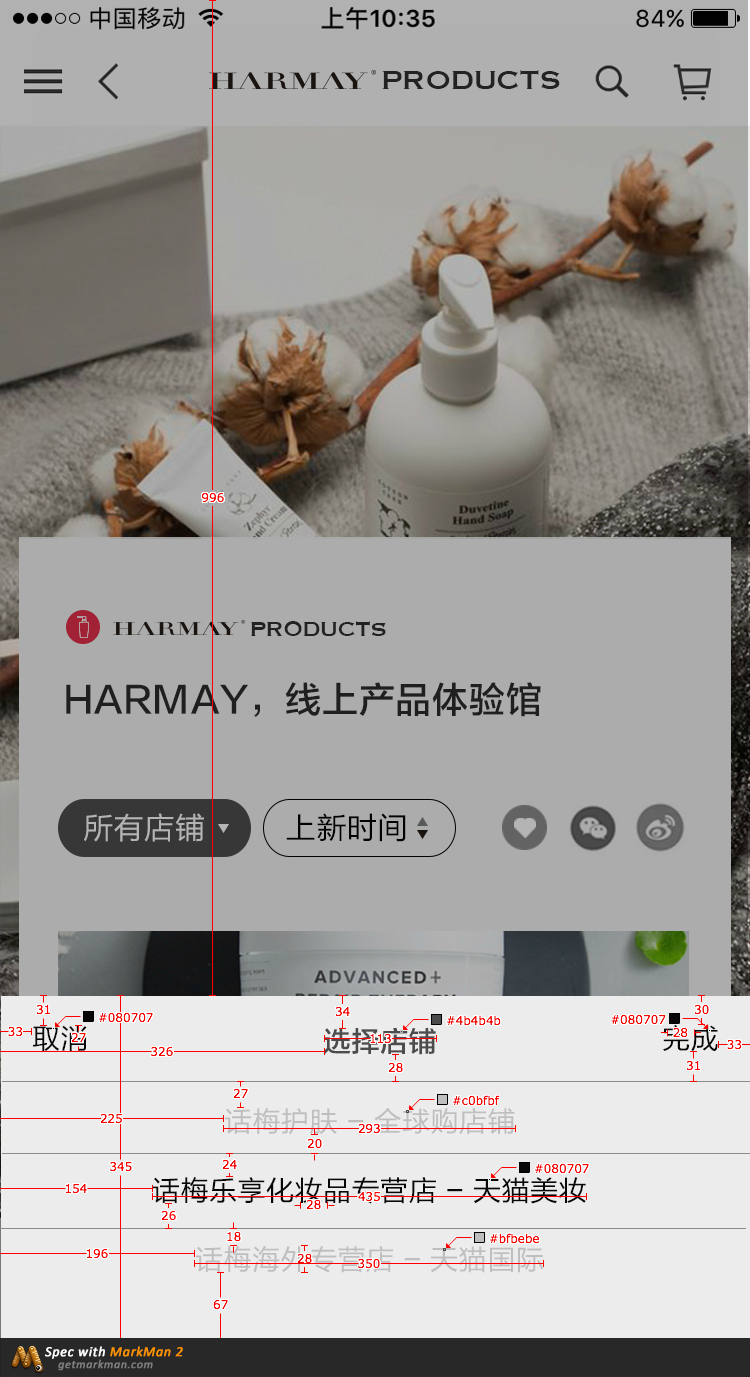 中国移动 上午10:35 84%
HARMAY PRODUCTS
Duvetine
Hand Soap
996
HARMAY PRODUCTS
HARMAY，线上产品体验馆
所有店铺 上新时间
ADVANCED+
REPAIR THERAPY
31 #080707 34 #4b4b4b #080707 30
33 取消 27 选择店铺 113 完成 28 33
326 28 31
27 #c0bfbf
225 话梅护肤 – 全球购店铺 293
20
345 24 #080707
154 话梅乐享化妆品专营店 – 天猫美妆 435
28
26
18 #bfbebe
196 话梅海外专营店 – 天猫国际 28 350
67
Spec with MarkMan 2
getmarkman.com